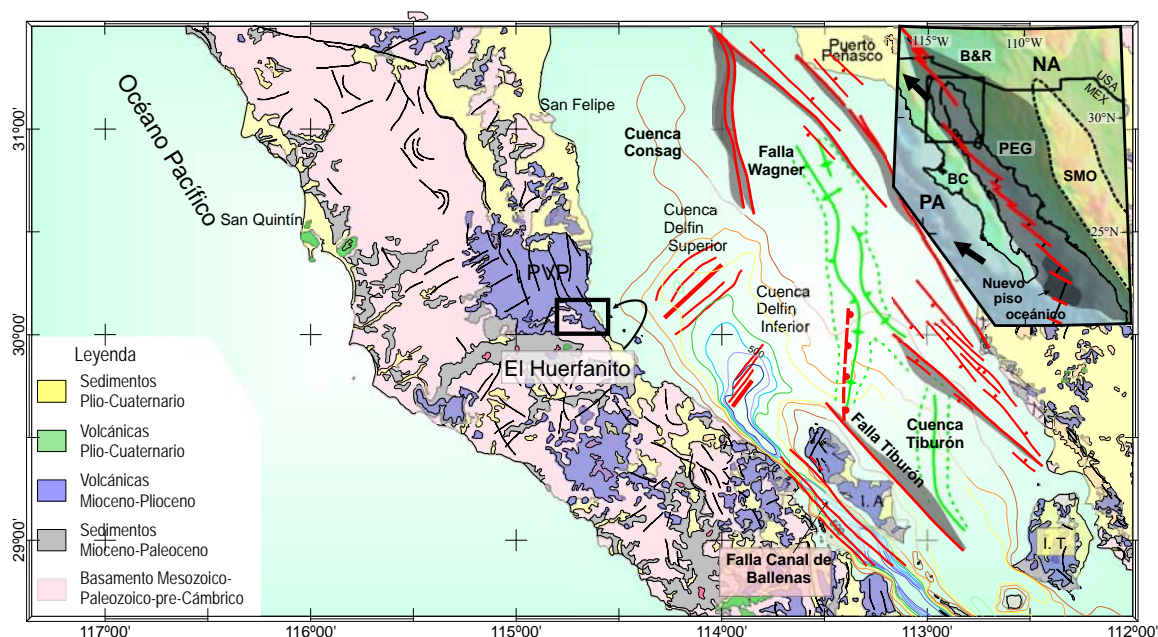 Océano Pacífico
San Felipe
San Quintín
PVP
El Huerfanito
Cuenca
Consag
Falla
Wagner
Puerto
Peñasco
Cuenca
Delfin
Superior
Cuenca
Delfin
Inferior
500
Falla Tiburón
Cuenca
Tiburón
I. A
I. T.
Falla Canal de
Ballenas
115°W
110°W
B&R
NA
USA
MEX
30°N
PEG
BC
SMO
PA
25°N
Nuevo
piso
oceánico
Leyenda
Sedimentos
Plio-Cuaternario
Volcánicas
Plio-Cuaternario
Volcánicas
Mioceno-Plioceno
Sedimentos
Mioceno-Paleoceno
Basamento Mesozoico-
Paleozoico-pre-Cámbrico
31°00'
30°00'
29°00'
117°00'
116°00'
115°00'
114°00'
113°00'
112°00'